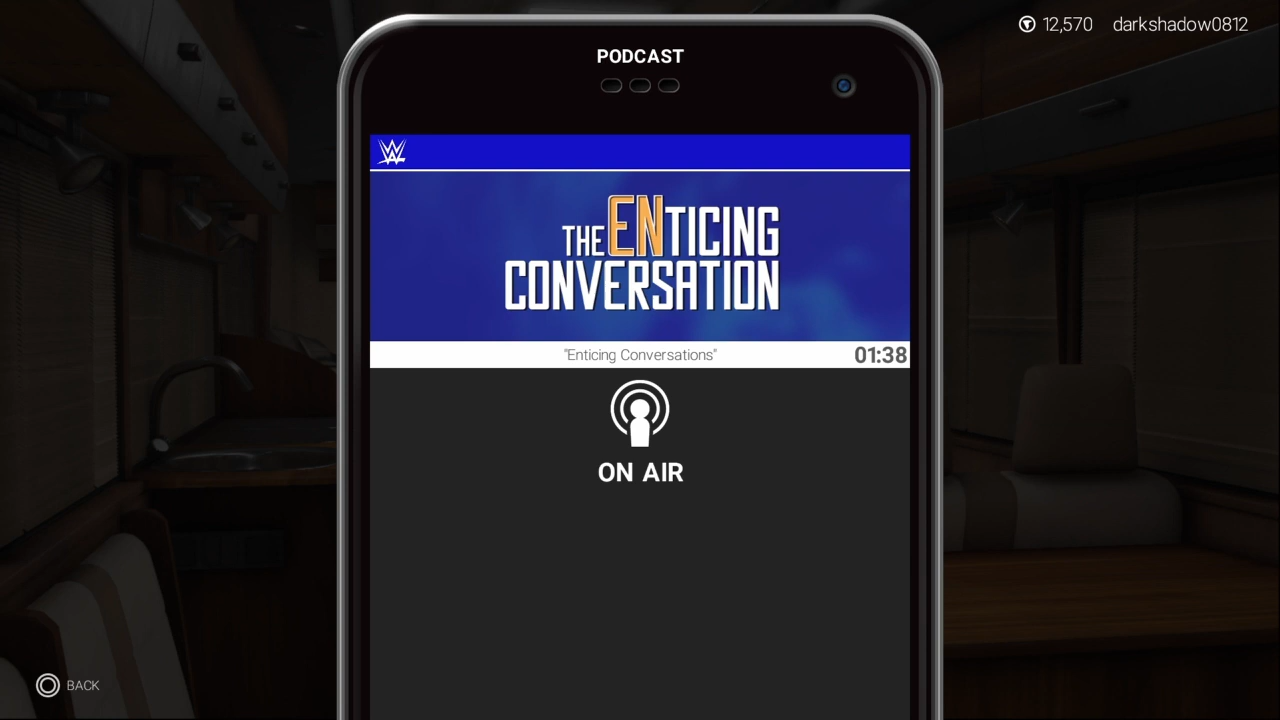 12,570 darkshadow0812
PODCAST
THE ENTICING
CONVERSATION
"Enticing Conversations" 01:38
ON AIR
BACK